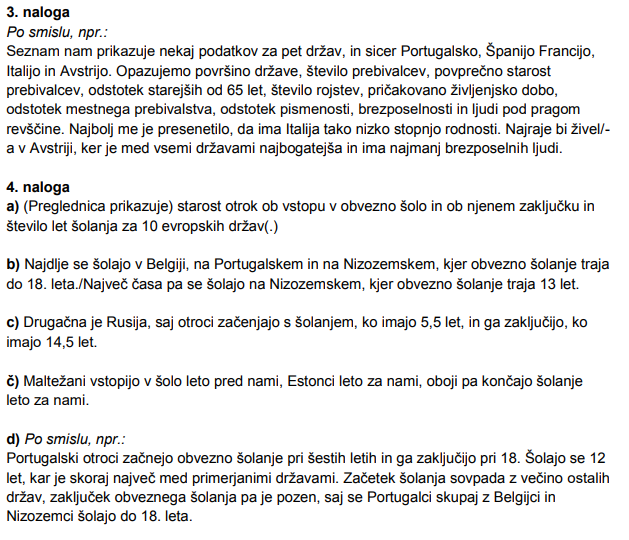 3. naloga
Po smislu, npr.:
Seznam nam prikazuje nekaj podatkov za pet držav, in sicer Portugalsko, Španijo Francijo,
Italijo in Avstrijo. Opazujemo površino države, število prebivalcev, povprečno starost
prebivalcev, odstotek starejših od 65 let, število rojstev, pričakovano življenjsko dobo,
odstotek mestnega prebivalstva, odstotek pismenosti, brezposelnosti in ljudi pod pragom
revščine. Najbolj me je presenetilo, da ima Italija tako nizko stopnjo rodnosti. Najraje bi živel/-
a v Avstriji, ker je med vsemi državami najbogatejša in ima najmanj brezposelnih ljudi.
4. naloga
a) (Preglednica prikazuje) starost otrok ob vstopu v obvezno šolo in ob njenem zaključku in
število let šolanja za 10 evropskih držav(.)
b) Najdlje se šolajo v Belgiji, na Portugalskem in na Nizozemskem, kjer obvezno šolanje traja
do 18. leta./Največ časa pa se šolajo na Nizozemskem, kjer obvezno šolanje traja 13 let.
c) Drugačna je Rusija, saj otroci začenjajo s šolanjem, ko imajo 5,5 let, in ga zaključijo, ko
imajo 14,5 let.
č) Maltežani vstopijo v šolo leto pred nami, Estonci leto za nami, oboji pa končajo šolanje
leto za nami.
d) Po smislu, npr.:
Portugalski otroci začnejo obvezno šolanje pri šestih letih in ga zaključijo pri 18. Šolajo se 12
let, kar je skoraj največ med primerjanimi državami. Začetek šolanja sovpada z večino ostalih
držav, zaključek obveznega šolanja pa je pozen, saj se Portugalci skupaj z Belgijci in
Nizozemci šolajo do 18. leta.